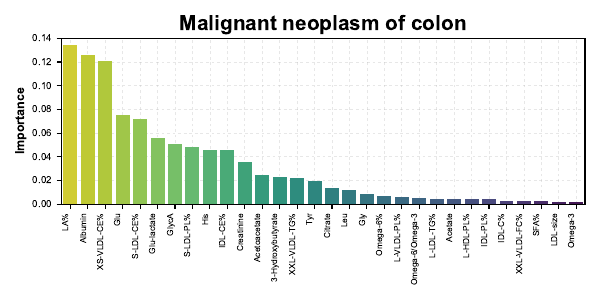 Malignant neoplasm of colon
Importance
0.14
0.12
0.10
0.08
0.06
0.04
0.02
0.00
LA%
Albumin
XS-VLDL-CE%
Glu
S-LDL-CE%
Glu-lactate
GlycA
S-LDL-PL%
His
IDL-CE%
Creatinine
Acetoacetate
3-Hydroxybutyrate
XXL-VLDL-TG%
Tyr
Citrate
Leu
Gly
Omega-6%
L-VLDL-PL%
Omega-6/Omega-3
L-LDL-TG%
Acetate
L-HDL-PL%
IDL-PL%
IDL-C%
XXL-VLDL-FC%
SFA%
LDL-size
Omega-3